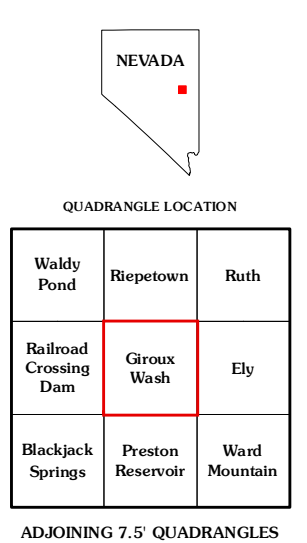 NEVADA
QUADRANGLE LOCATION
Waldy
Pond
Riepetown
Ruth
Railroad
Crossing
Dam
Giroux
Wash
Ely
Blackjack
Springs
Preston
Reservoir
Ward
Mountain
ADJOINING 7.5' QUADRANGLES